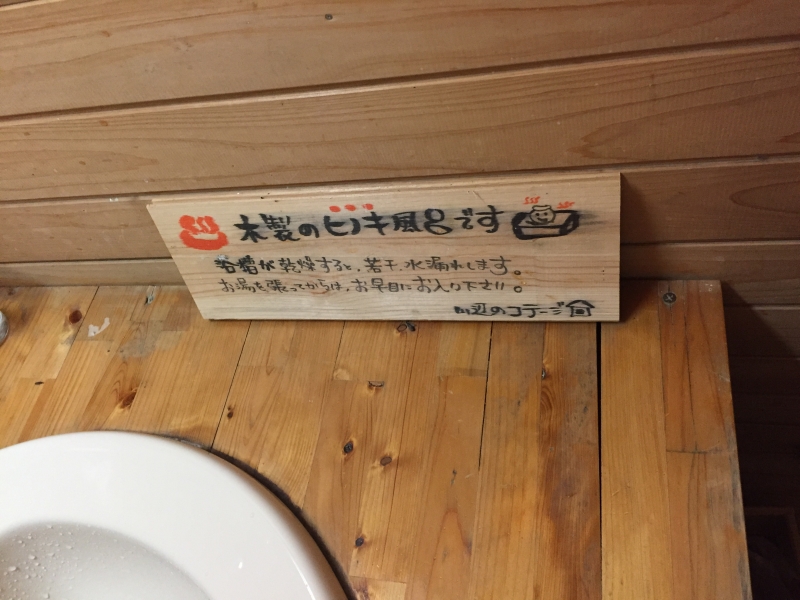 木製のヒノキ風呂です
浴槽が乾燥すると、若干、水漏れします。
お湯を張ってからは、お早目にお入り下さい。
川辺のコテージ